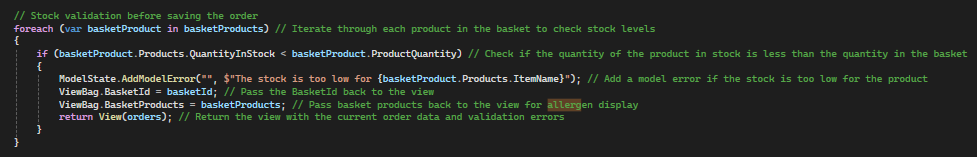 // Stock validation before saving the order
foreach (var basketProduct in basketProducts) // Iterate through each product in the basket to check stock levels
{
if (basketProduct.Products.QuantityInStock < basketProduct.ProductQuantity) // Check if the quantity of the product in stock is less than the quantity in the basket
{
ModelState.AddModelError("", $"The stock is too low for {basketProduct.Products.ItemName}"); // Add a model error if the stock is too low for the product
ViewBag.BasketId = basketId; // Pass the BasketId back to the view
ViewBag.BasketProducts = basketProducts; // Pass basket products back to the view for allergen display
return View(orders); // Return the view with the current order data and validation errors
}
}